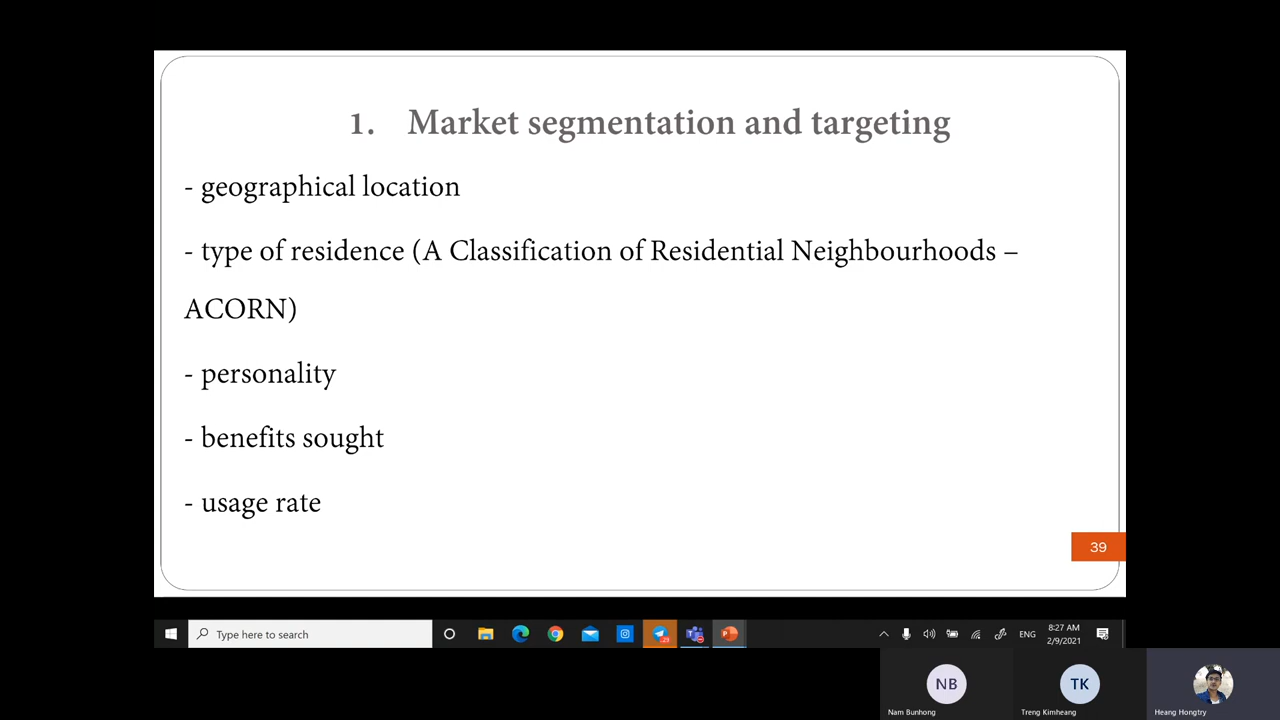 1. Market segmentation and targeting
- geographical location
- type of residence (A Classification of Residential Neighbourhoods –
ACORN)
- personality
- benefits sought
- usage rate
39
Type here to search
ENG
8:27 AM
2/9/2021
NB
TK
Nam Bunhong
Treng Kimheang
Heang Hongtry